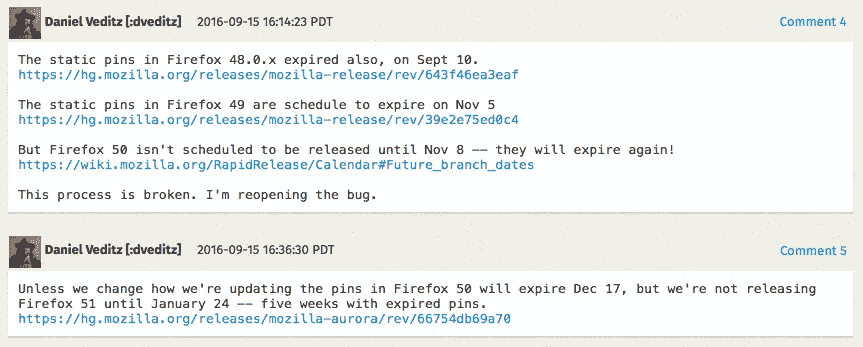 Daniel Veditz [:dveditz] 2016-09-15 16:14:23 PDT Comment 4
The static pins in Firefox 48.0.x expired also, on Sept 10.
https://hg.mozilla.org/releases/mozilla-release/rev/643f46ea3eaf
The static pins in Firefox 49 are schedule to expire on Nov 5
https://hg.mozilla.org/releases/mozilla-release/rev/39e2e75ed0c4
But Firefox 50 isn't scheduled to be released until Nov 8 -- they will expire again!
https://wiki.mozilla.org/RapidRelease/Calendar#Future_branch_dates
This process is broken. I'm reopening the bug.
Daniel Veditz [:dveditz] 2016-09-15 16:36:30 PDT Comment 5
Unless we change how we're updating the pins in Firefox 50 will expire Dec 17, but we're not releasing
Firefox 51 until January 24 -- five weeks with expired pins.
https://hg.mozilla.org/releases/mozilla-aurora/rev/66754db69a70